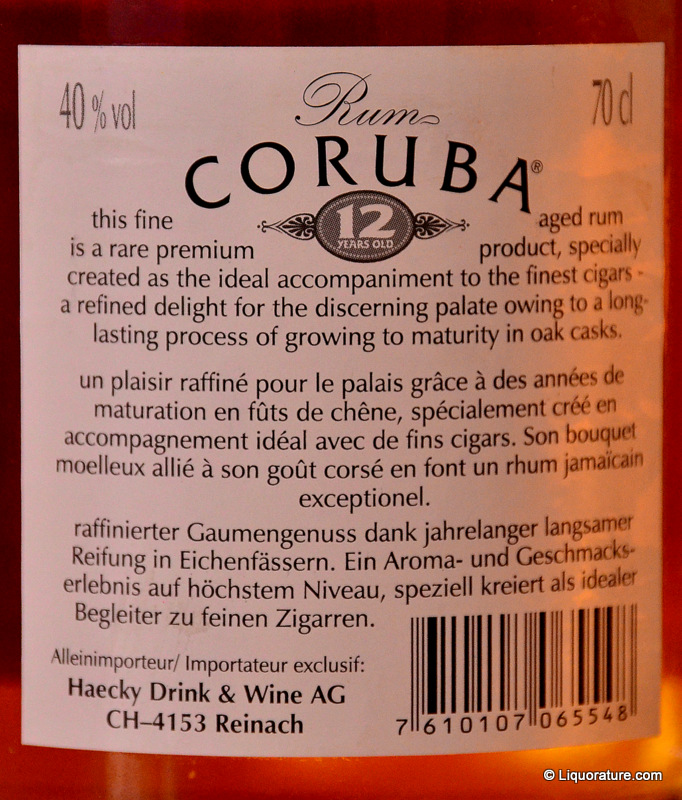 40 % vol
Rum
70 cl
CORUBA®
12
YEARS OLD
this fine aged rum
is a rare premium product, specially
created as the ideal accompaniment to the finest cigars -
a refined delight for the discerning palate owing to a long-
lasting process of growing to maturity in oak casks.
un plaisir raffiné pour le palais grâce à des années de
maturation en fûts de chêne, spécialement créé en
accompagnement idéal avec de fins cigars. Son bouquet
moelleux allié à son goût corsé en font un rhum jamaïcain
exceptionel.
raffinierter Gaumengenuss dank jahrelanger langsamer
Reifung in Eichenfässern. Ein Aroma- und Geschmacks-
erlebnis auf höchstem Niveau, speziell kreiert als idealer
Begleiter zu feinen Zigarren.
Alleinimporteur/ Importateur exclusif:
Haecky Drink & Wine AG
CH–4153 Reinach
7 610107 065548
© Liquorature.com